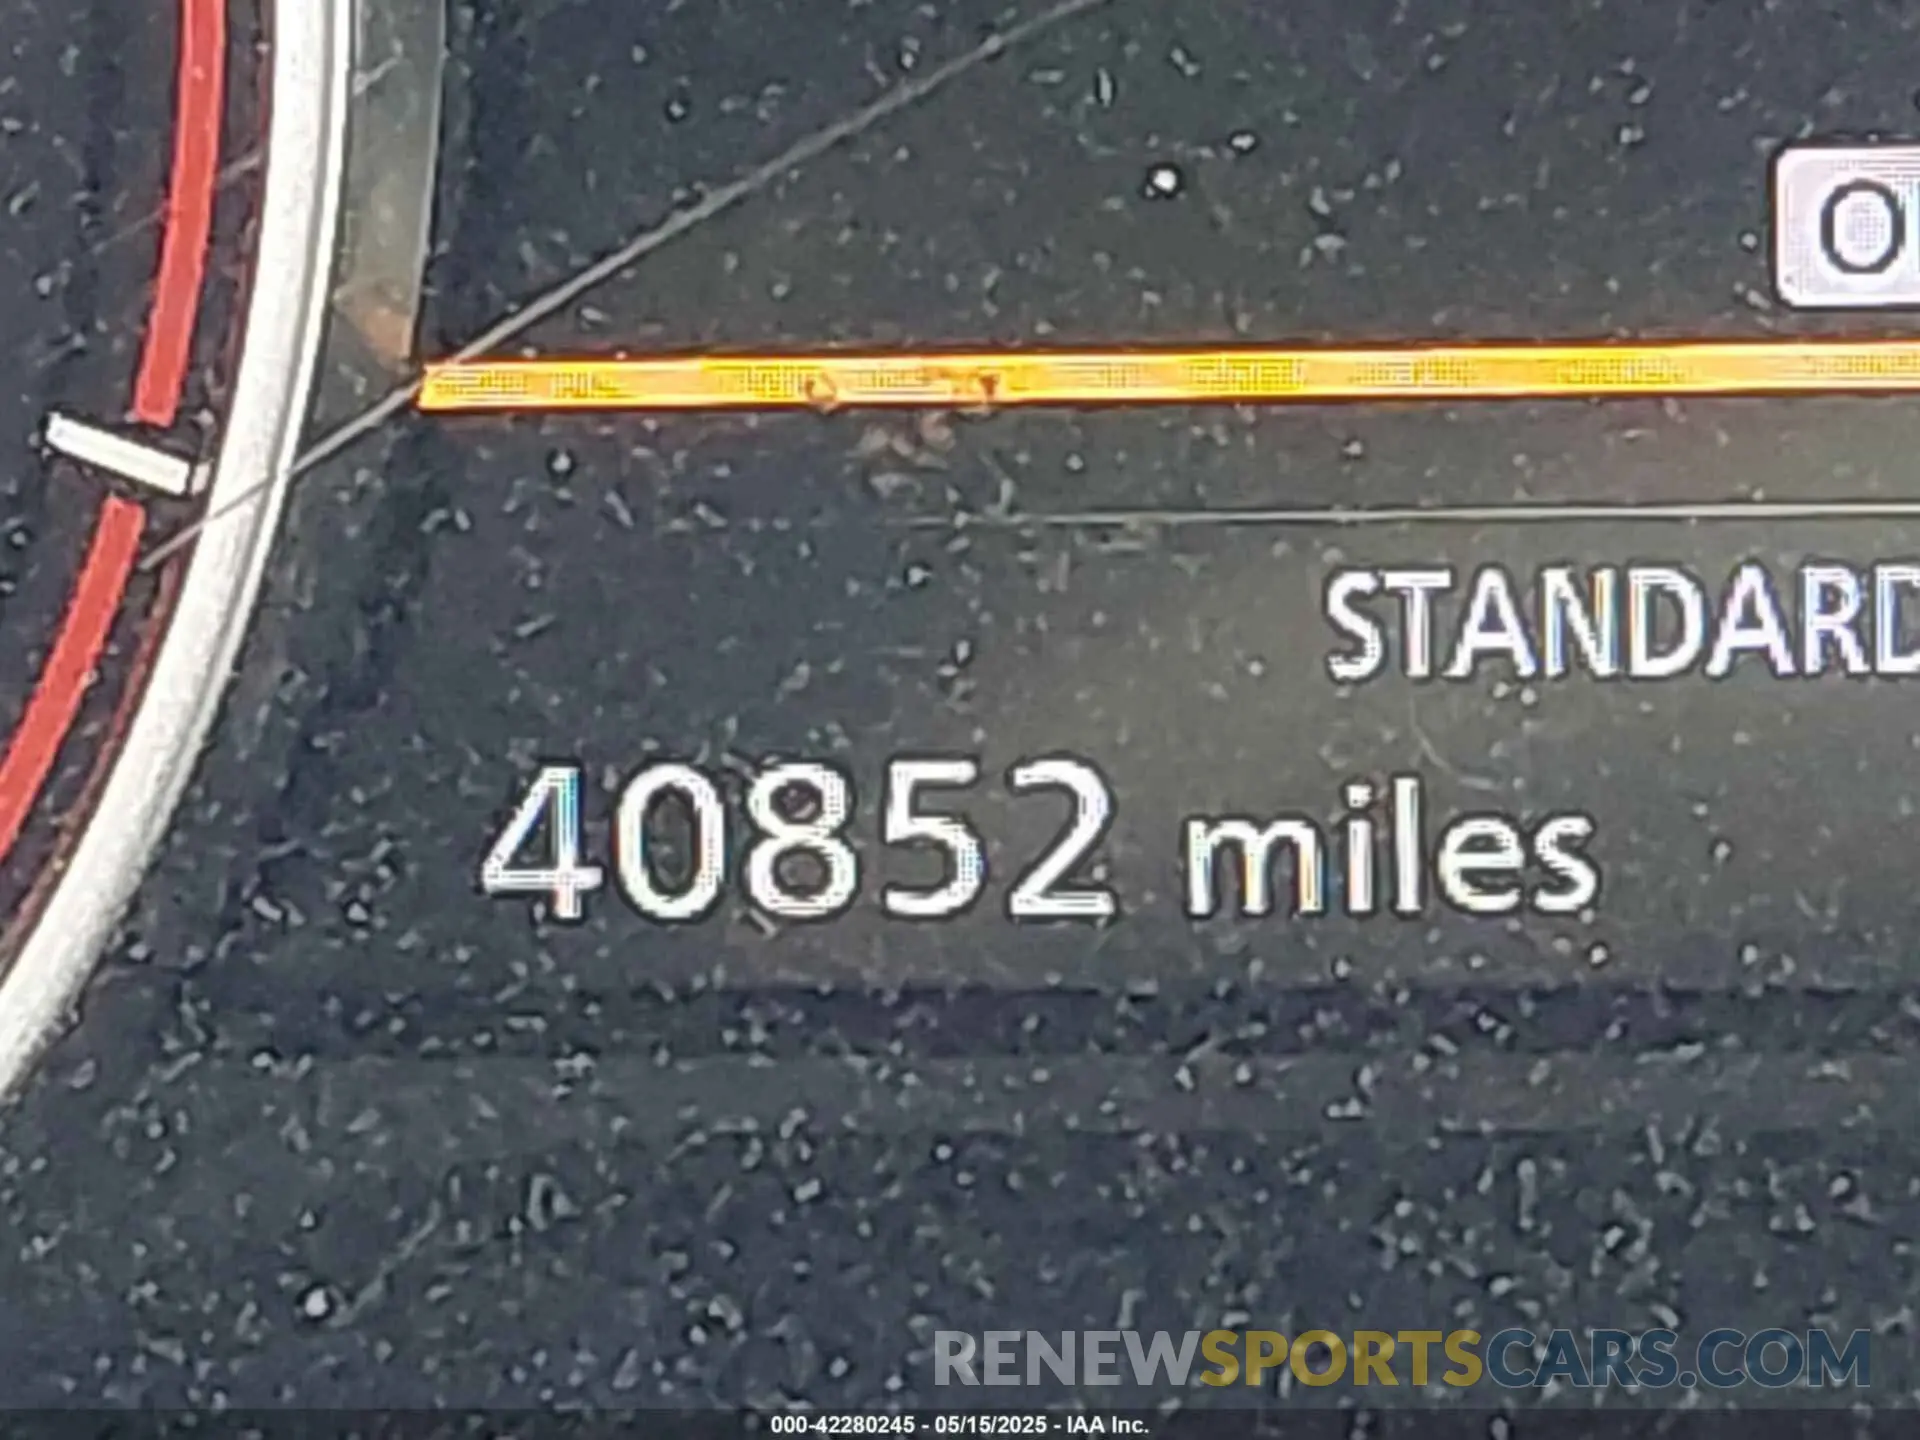 STANDARD
40852 miles
RENEWSPORTSCARS.COM
000-42280245 - 05/15/2025 - IAA Inc.